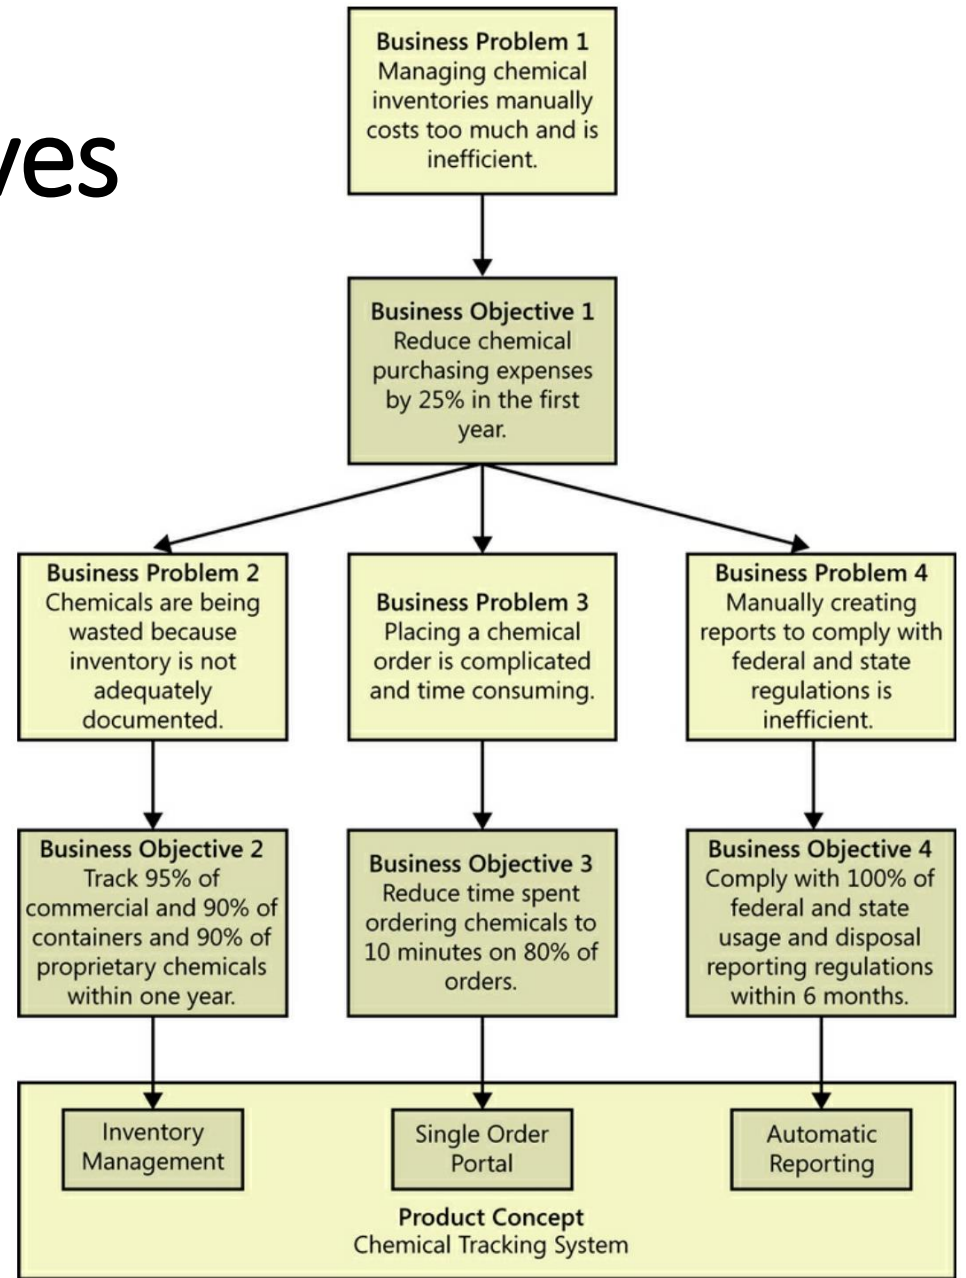 ves
Business Problem 1
Managing chemical
inventories manually
costs too much and is
inefficient.
Business Objective 1
Reduce chemical
purchasing expenses
by 25% in the first
year.
Business Problem 2
Chemicals are being
wasted because
inventory is not
adequately
documented.
Business Problem 3
Placing a chemical
order is complicated
and time consuming.
Business Problem 4
Manually creating
reports to comply with
federal and state
regulations is
inefficient.
Business Objective 2
Track 95% of
commercial and 90% of
containers and 90% of
proprietary chemicals
within one year.
Business Objective 3
Reduce time spent
ordering chemicals to
10 minutes on 80% of
orders.
Business Objective 4
Comply with 100% of
federal and state
usage and disposal
reporting regulations
within 6 months.
Inventory
Management
Single Order
Portal
Automatic
Reporting
Product Concept
Chemical Tracking System